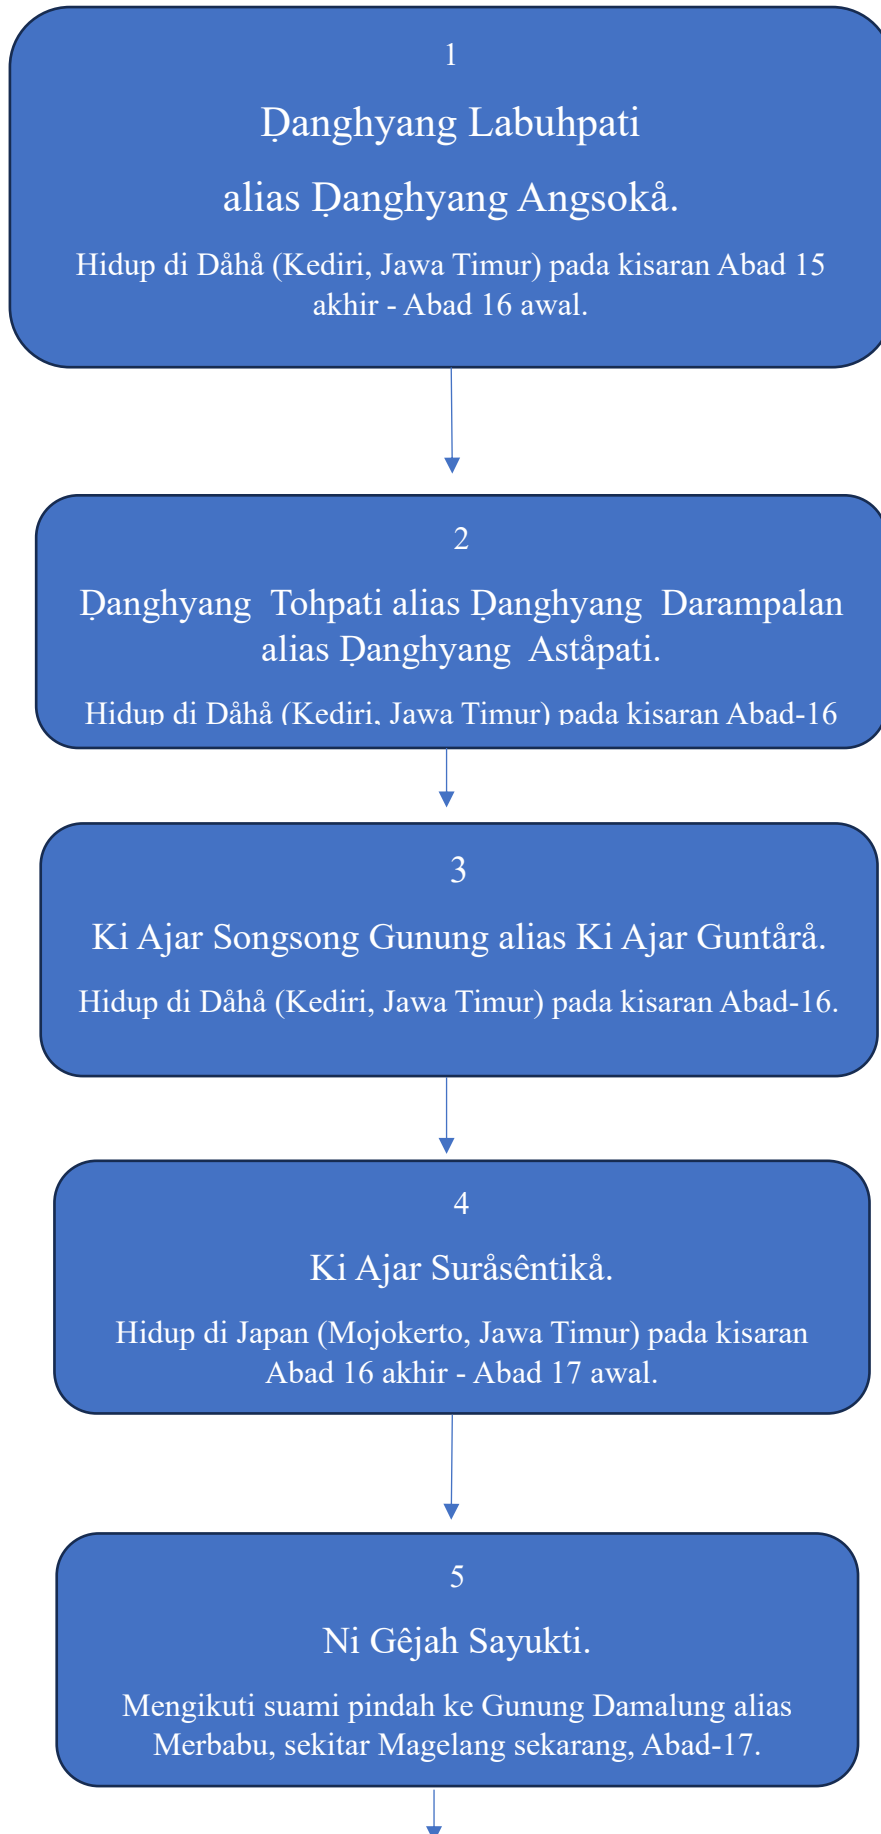 1
Ḍanghyang Labuhpati
alias Ḍanghyang Angsokå.
Hidup di Dåhå (Kediri, Jawa Timur) pada kisaran Abad 15
akhir - Abad 16 awal.
2
Ḍanghyang  Tohpati alias Ḍanghyang  Darampalan
alias Ḍanghyang  Aståpati.
Hidup di Dåhå (Kediri, Jawa Timur) pada kisaran Abad-16
3
Ki Ajar Songsong Gunung alias Ki Ajar Guntårå.
Hidup di Dåhå (Kediri, Jawa Timur) pada kisaran Abad-16.
4
Ki Ajar Suråsêntikå.
Hidup di Japan (Mojokerto, Jawa Timur) pada kisaran
Abad 16 akhir - Abad 17 awal.
5
Ni Gêjah Sayukti.
Mengikuti suami pindah ke Gunung Damalung alias
Merbabu, sekitar Magelang sekarang, Abad-17.